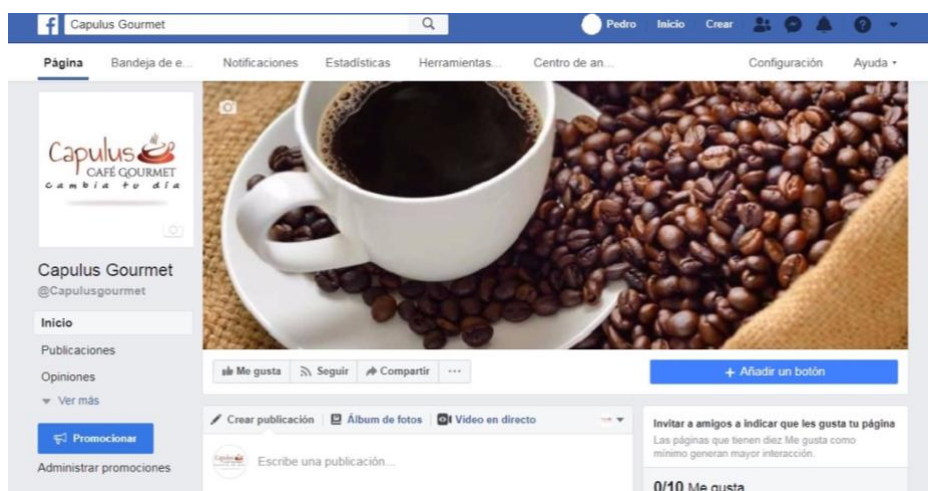 Capulus Gourmet
Pedro Inicio Crear
Página Bandeja de e... Notificaciones Estadísticas Herramientas... Centro de an... Configuración Ayuda
Capulus
CAFÉ GOURMET
cambia tu día
Capulus Gourmet
@Capulusgourmet
Inicio
Publicaciones
Opiniones
Ver más
Promocionar
Administrar promociones
Me gusta Seguir Compartir ...
+ Añadir un botón
Crear publicación Álbum de fotos Vídeo en directo
Escribe una publicación...
Invitar a amigos a indicar que les gusta tu página
Las páginas que tienen diez Me gusta como
mínimo generan mayor interacción.
0/10 Me gusta